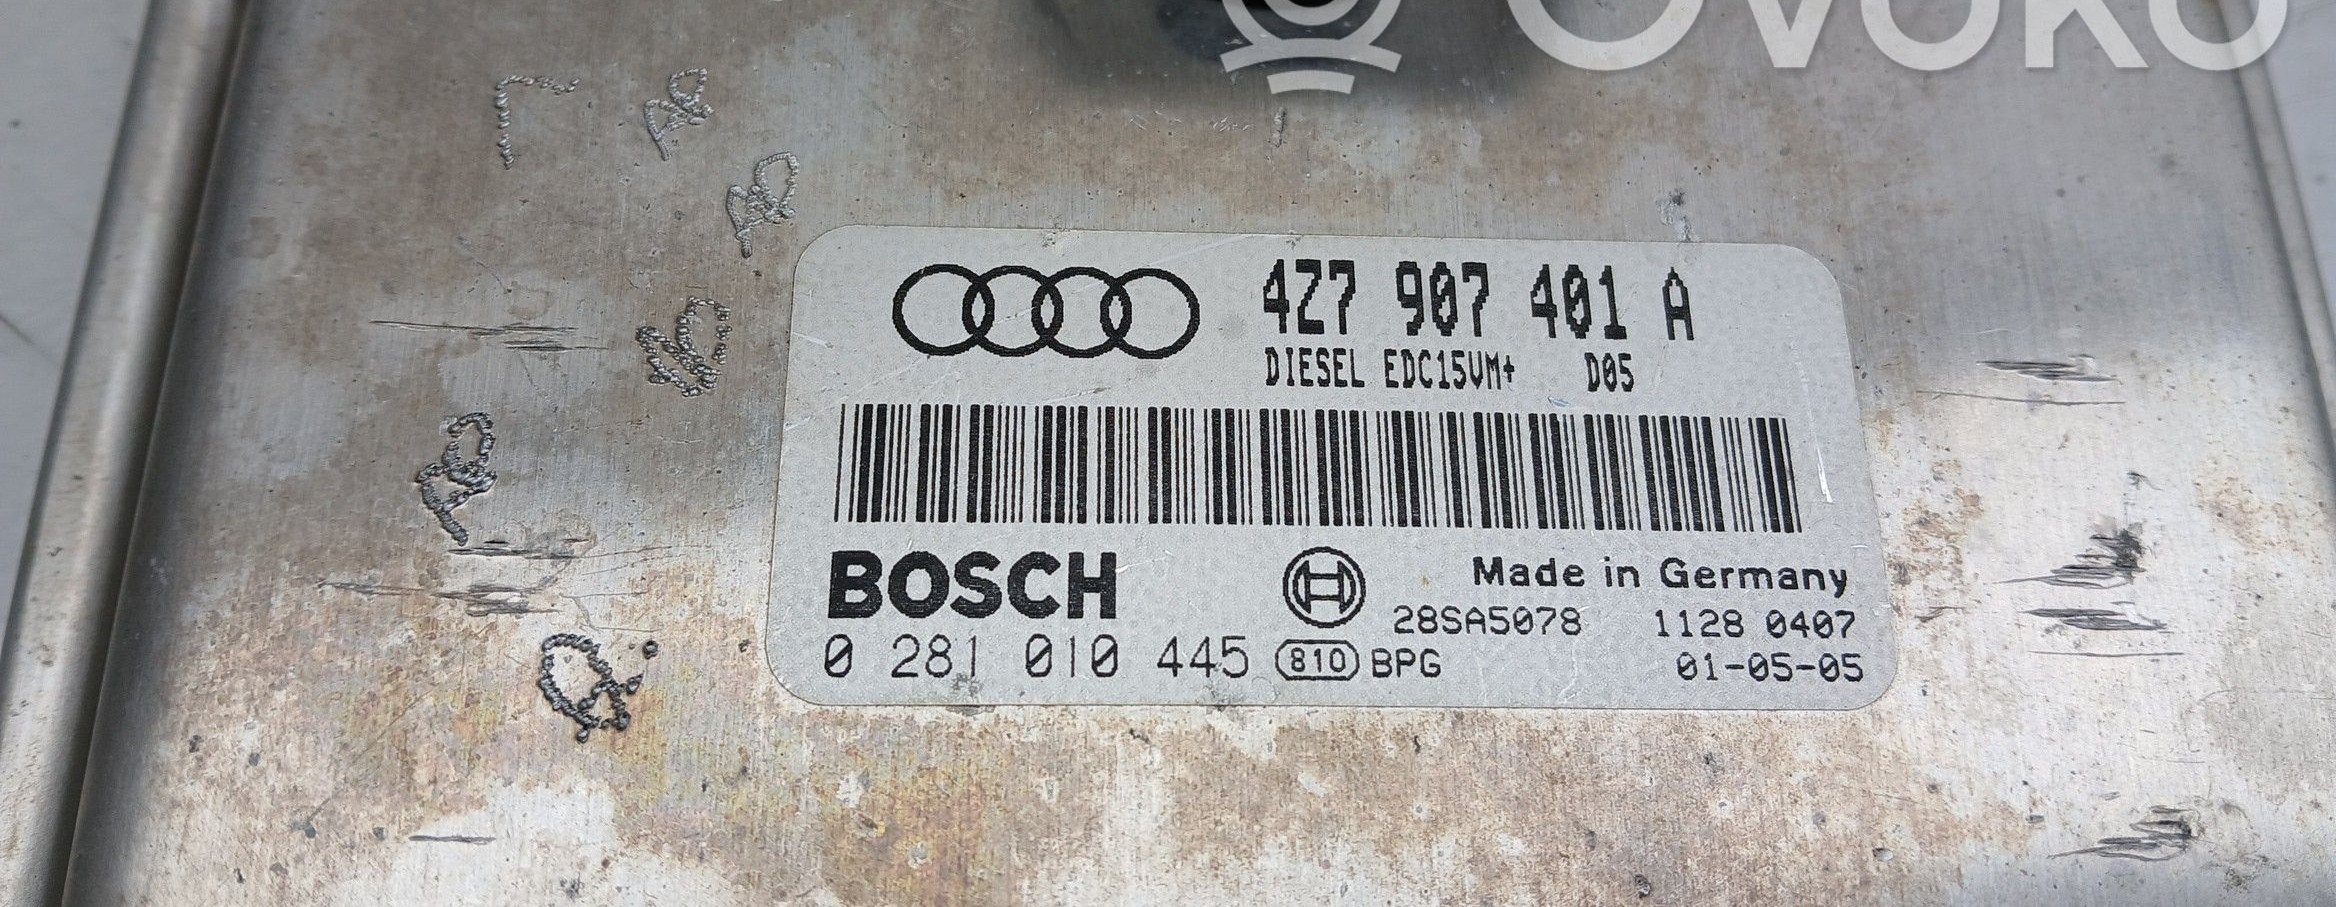 OVOKO
4Z7 907 401 A
DIESEL EDC15VM+ D05
BOSCH
Made in Germany
28SA5078 1128 0407
0 281 010 445 810 BPG 01-05-05